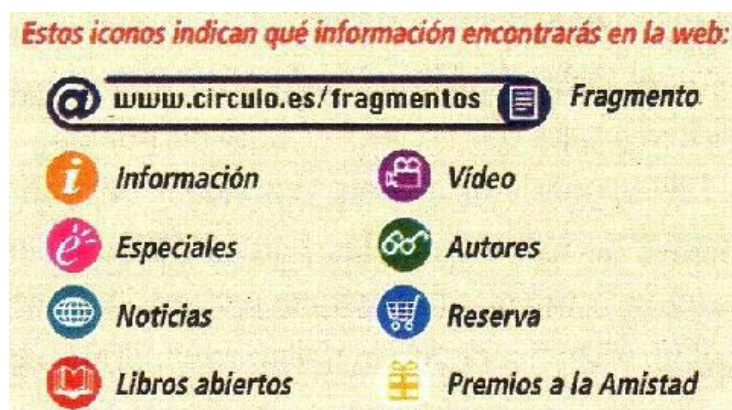 Estos iconos indican qué información encontrarás en la web:
@ www.circulo.es/fragmentos Fragmento
i Información
Vídeo
e Especiales
Autores
Noticias
Reserva
Libros abiertos
Premios a la Amistad